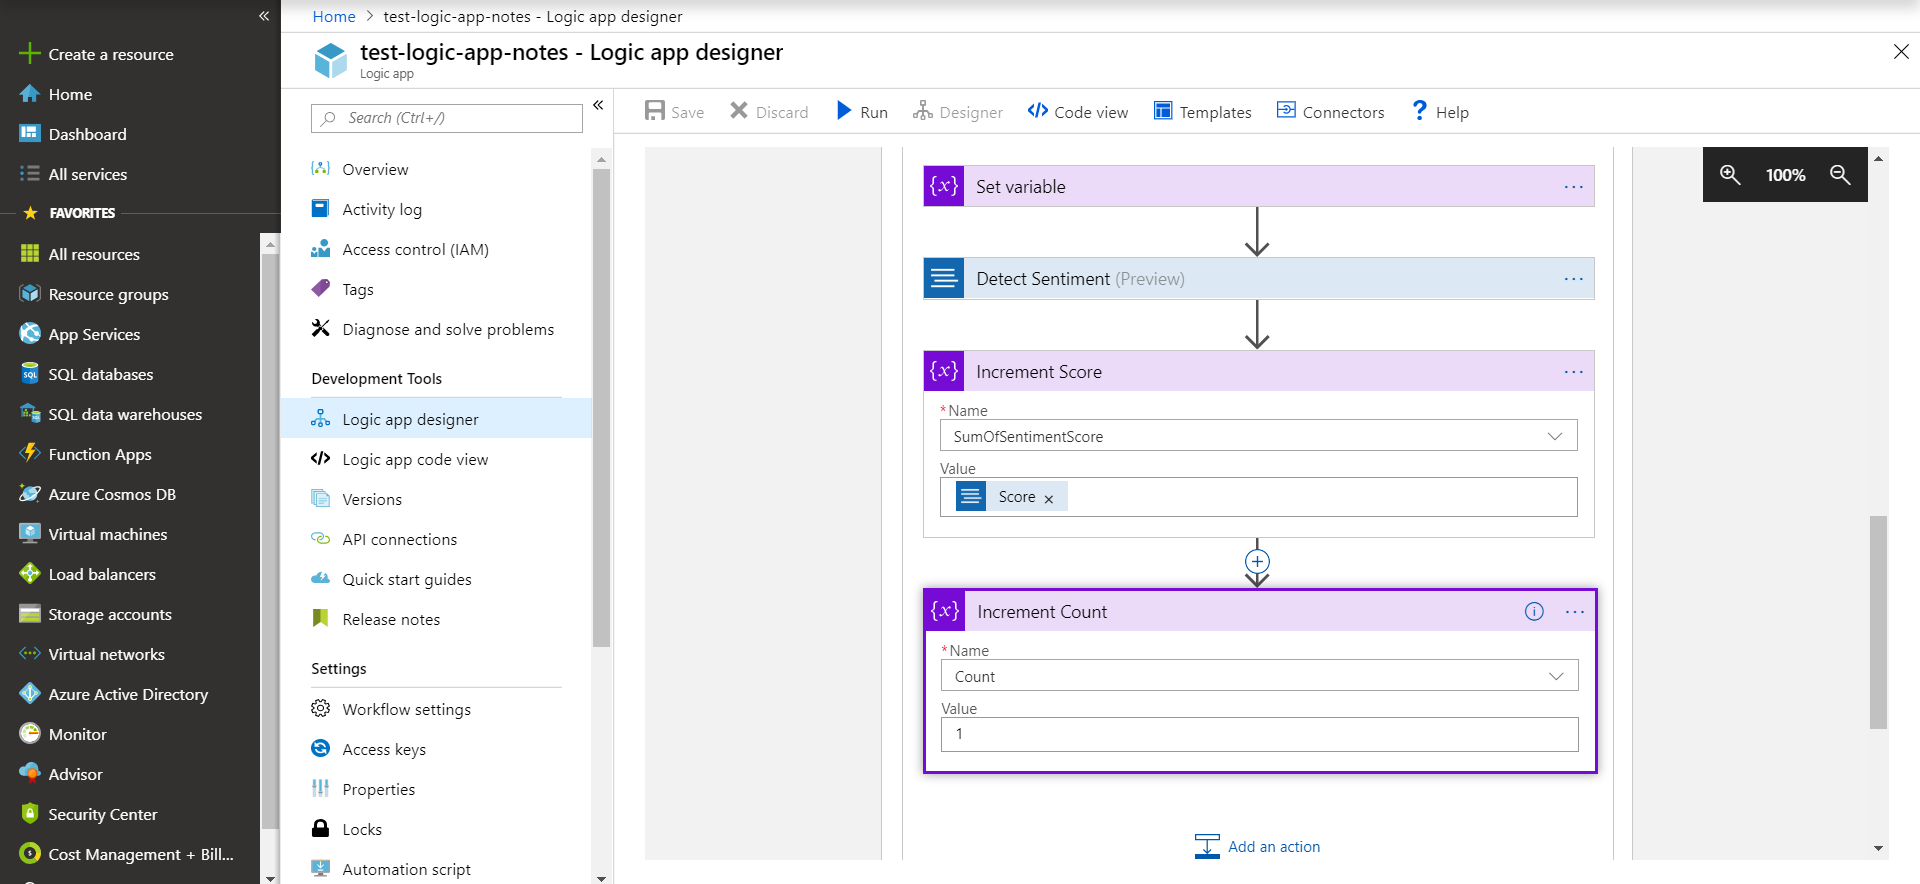 Create a resource
Home
Dashboard
All services
FAVORITES
All resources
Resource groups
App Services
SQL databases
SQL data warehouses
Function Apps
Azure Cosmos DB
Virtual machines
Load balancers
Storage accounts
Virtual networks
Azure Active Directory
Monitor
Advisor
Security Center
Cost Management + Bill...
Home > test-logic-app-notes - Logic app designer
test-logic-app-notes - Logic app designer
Logic app
Search (Ctrl+/)
Overview
Activity log
Access control (IAM)
Tags
Diagnose and solve problems
Development Tools
Logic app designer
Logic app code view
Versions
API connections
Quick start guides
Release notes
Settings
Workflow settings
Access keys
Properties
Locks
Automation script
Save Discard Run Designer Code view Templates Connectors Help
100%
{x} Set variable ...
Detect Sentiment (Preview) ...
{x} Increment Score ...
* Name
SumOfSentimentScore
Value
Score ×
{x} Increment Count ...
* Name
Count
Value
1
Add an action